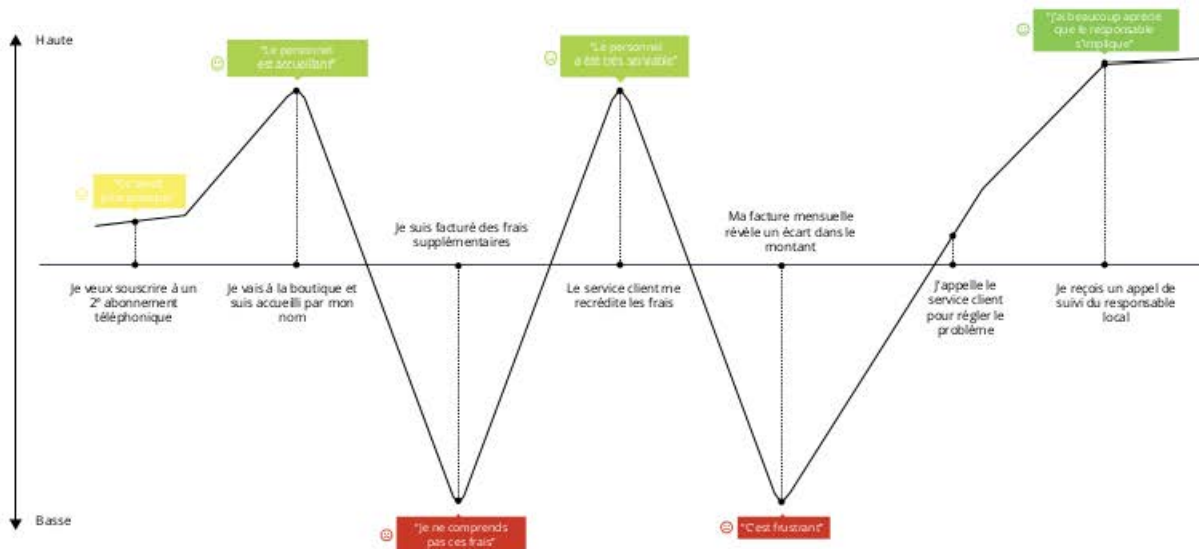 Haute
"Le personnel
est accueillant"
"Le personnel
a été très serviable"
"J'ai beaucoup aprécié
que le responsable
s'implique"
Je suis facturé des frais
supplémentaires
Ma facture mensuelle
révèle un écart dans le
montant
Je veux souscrire à un
2e abonnement
téléphonique
Je vais à la boutique et
suis accueilli par mon
nom
Le service client me
recrédite les frais
J'appelle le
service client
pour régler le
problème
Je reçois un appel de
suivi du responsable
local
Basse
"Je ne comprends
pas ces frais"
"C'est frustrant"